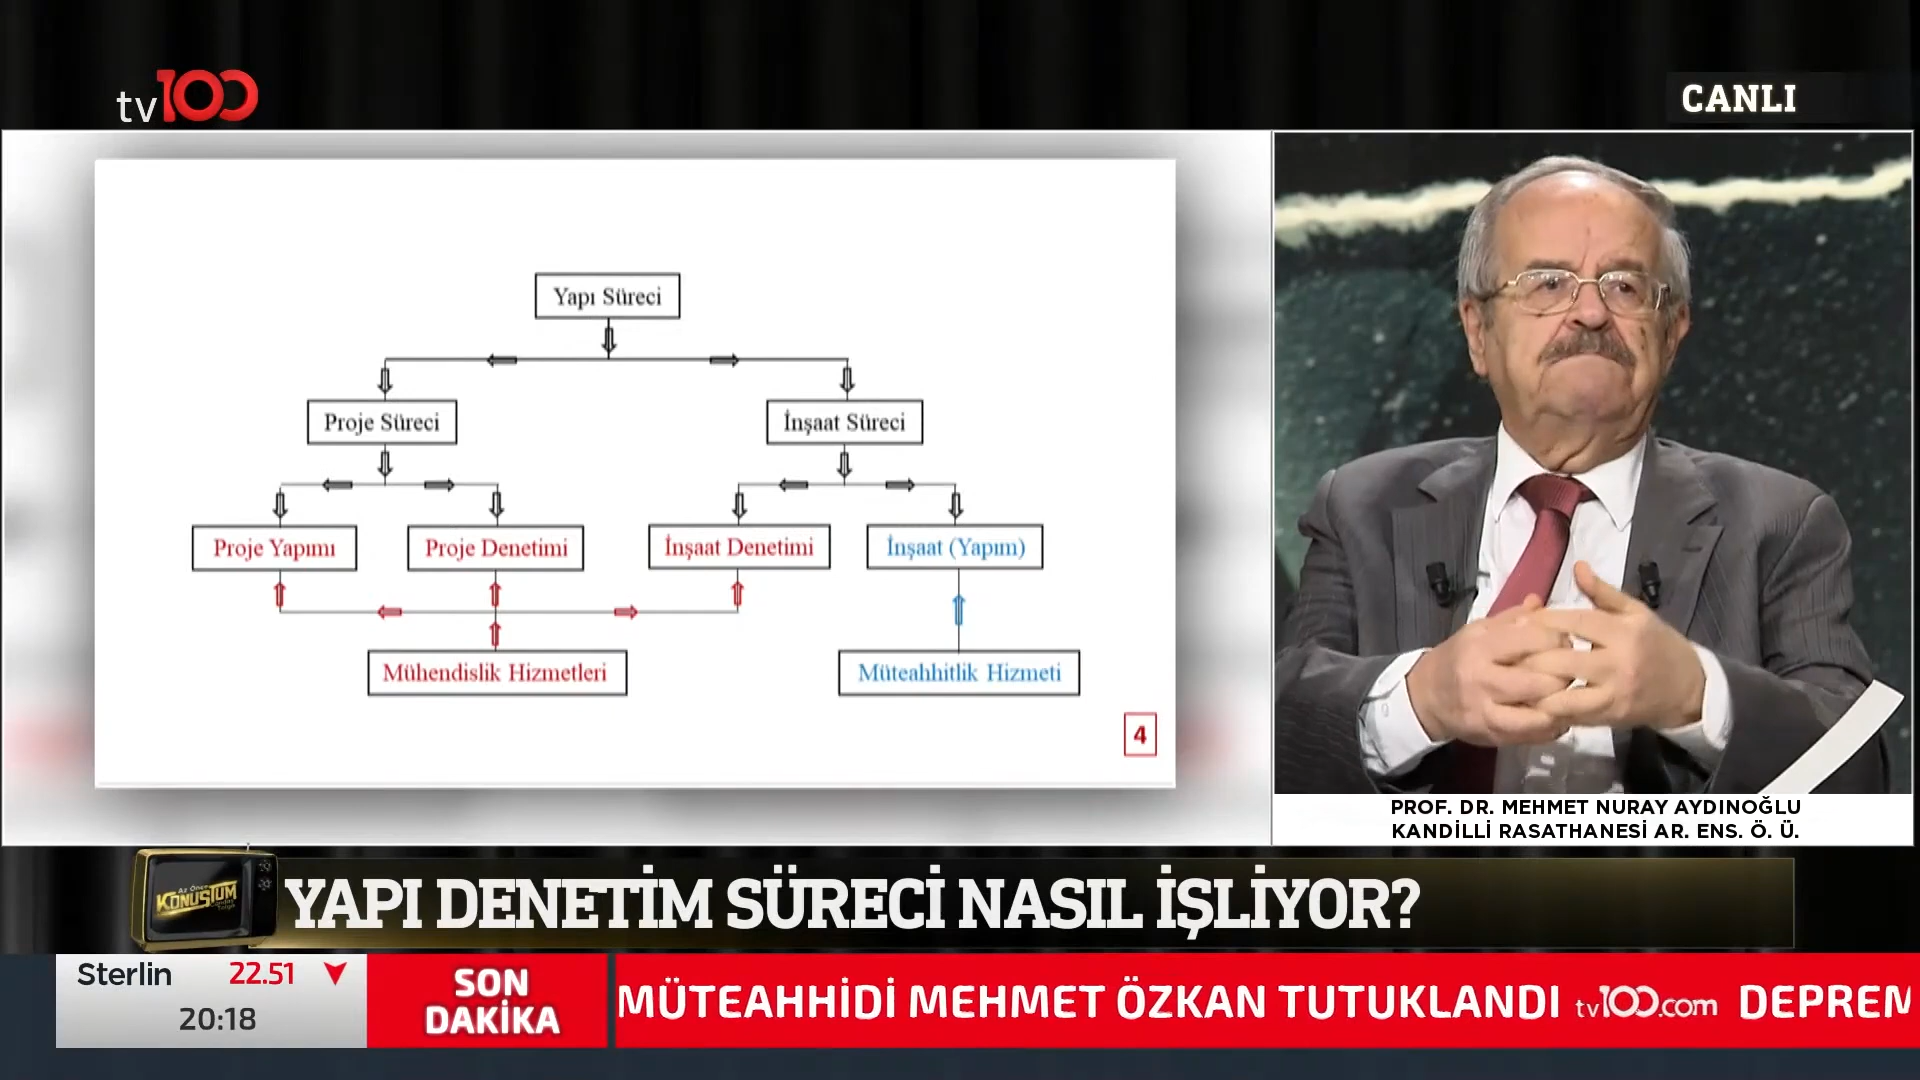 tv100
CANLI
Yapı Süreci
Proje Süreci
İnşaat Süreci
Proje Yapımı
Proje Denetimi
İnşaat Denetimi
İnşaat (Yapım)
Mühendislik Hizmetleri
Müteahhitlik Hizmeti
4
PROF. DR. MEHMET NURAY AYDINOĞLU
KANDİLLİ RASATHANESİ AR. ENS. Ö. Ü.
Az Önce
KONUŞTUM
YAPI DENETİM SÜRECİ NASIL İŞLİYOR?
Sterlin 22.51
20:18
SON
DAKİKA
MÜTEAHHİDİ MEHMET ÖZKAN TUTUKLANDI tv100.com DEPREM